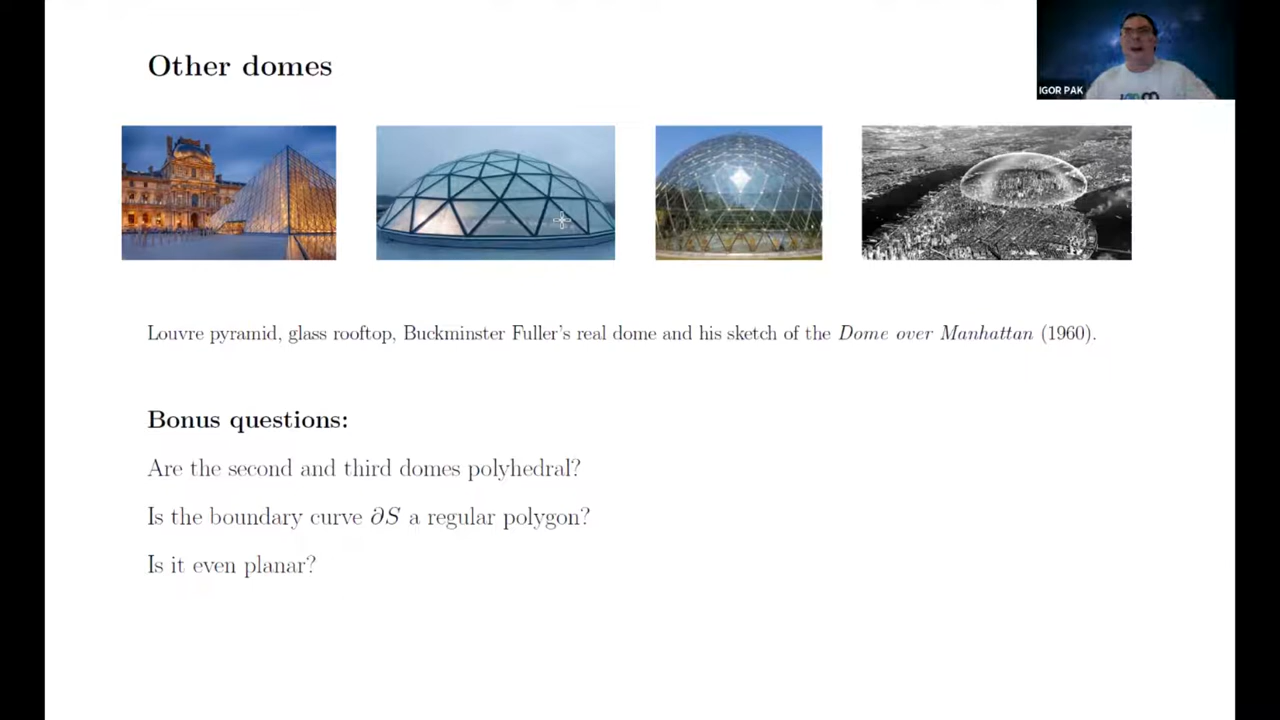 Other domes
IGOR PAK
Louvre pyramid, glass rooftop, Buckminster Fuller's real dome and his sketch of the Dome over Manhattan (1960).
Bonus questions:
Are the second and third domes polyhedral?
Is the boundary curve ∂S a regular polygon?
Is it even planar?